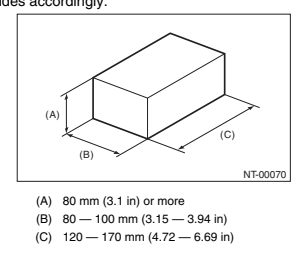 des accordingly.
(A)
(B)
(C)
NT-00070
(A) 80 mm (3.1 in) or more
(B) 80 — 100 mm (3.15 — 3.94 in)
(C) 120 — 170 mm (4.72 — 6.69 in)